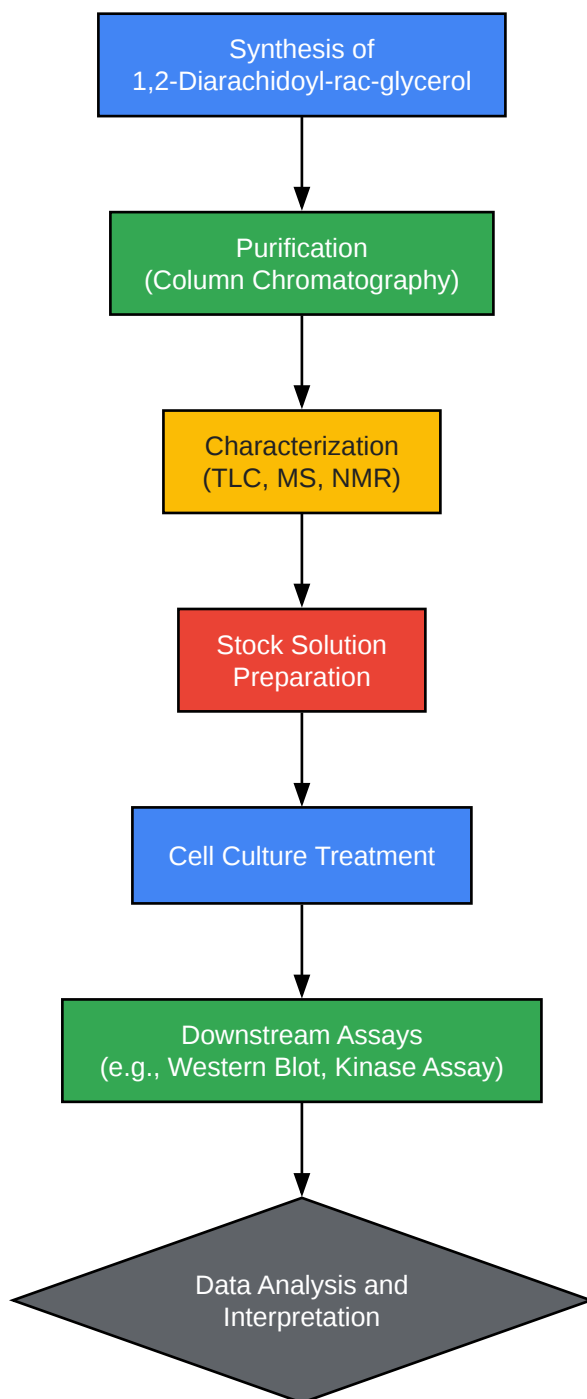 Synthesis of
1,2-Diarachidoyl-rac-glycerol
Purification
(Column Chromatography)
Characterization
(TLC, MS, NMR)
Stock Solution
Preparation
Cell Culture Treatment
Downstream Assays
(e.g., Western Blot, Kinase Assay)
Data Analysis and
Interpretation